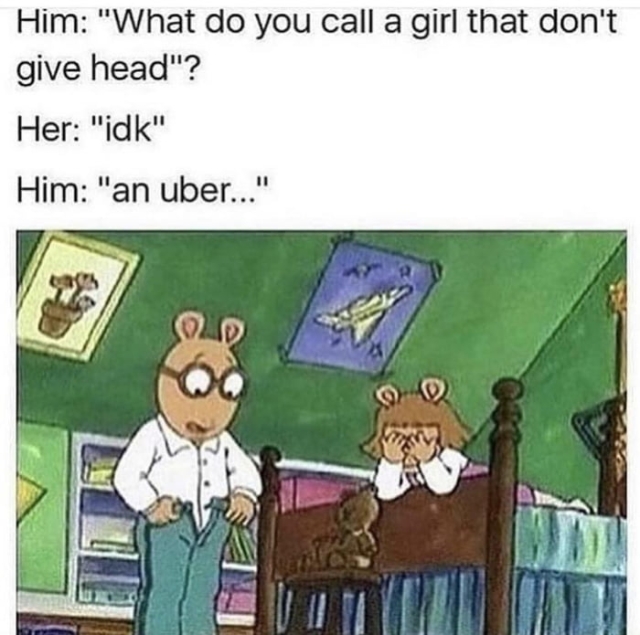 Him: "What do you call a girl that don't
give head"?
Her: "idk"
Him: "an uber..."